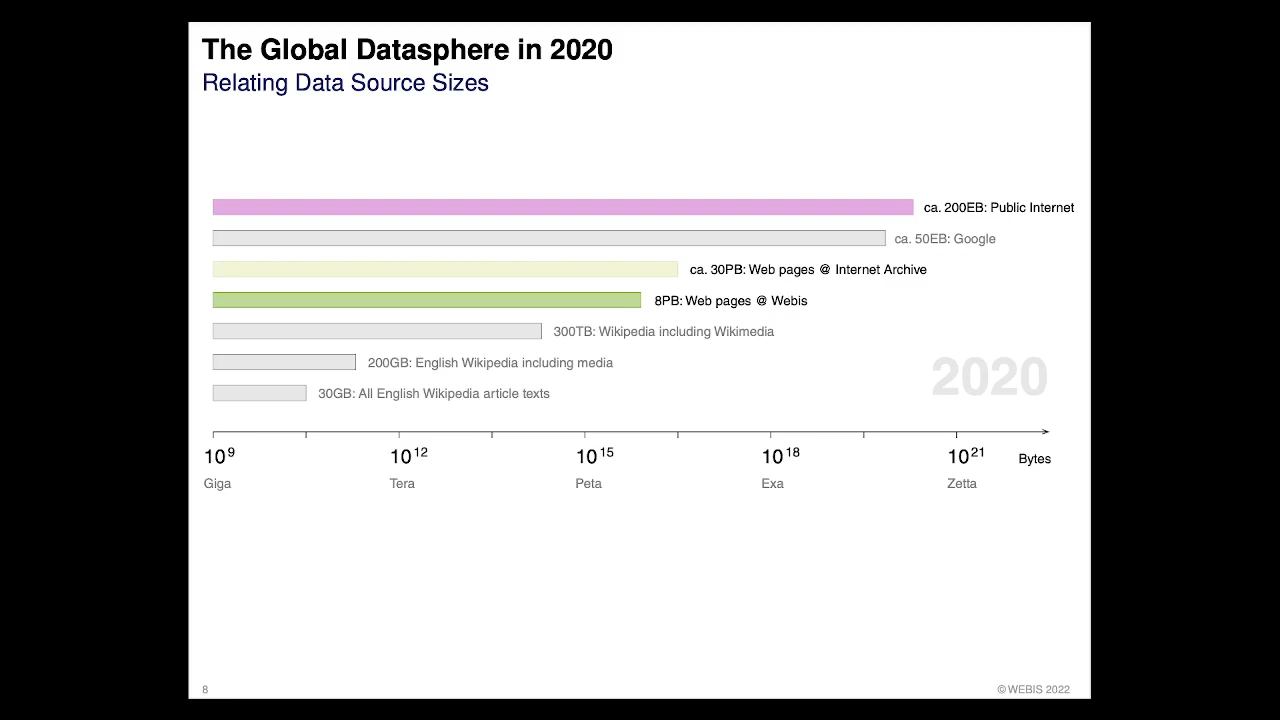 The Global Datasphere in 2020
Relating Data Source Sizes
ca. 200EB: Public Internet
ca. 50EB: Google
ca. 30PB: Web pages @ Internet Archive
8PB: Web pages @ Webis
300TB: Wikipedia including Wikimedia
200GB: English Wikipedia including media
30GB: All English Wikipedia article texts
2020
10⁹ 10¹² 10¹⁵ 10¹⁸ 10²¹ Bytes
Giga Tera Peta Exa Zetta
8 © WEBIS 2022